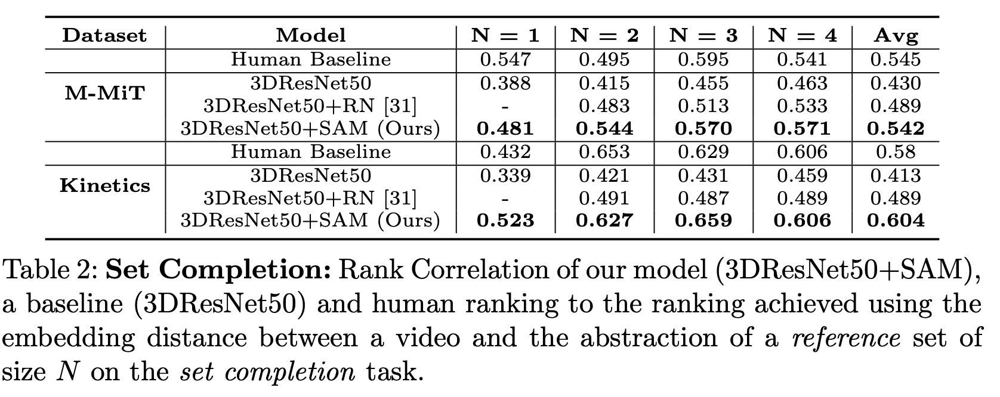 Dataset Model N = 1 N = 2 N = 3 N = 4 Avg
Human Baseline 0.547 0.495 0.595 0.541 0.545
M-MiT
3DResNet50 0.388 0.415 0.455 0.463 0.430
3DResNet50+RN [31] - 0.483 0.513 0.533 0.489
3DResNet50+SAM (Ours) 0.481 0.544 0.570 0.571 0.542
Human Baseline 0.432 0.653 0.629 0.606 0.58
Kinetics
3DResNet50 0.339 0.421 0.431 0.459 0.413
3DResNet50+RN [31] - 0.491 0.487 0.489 0.489
3DResNet50+SAM (Ours) 0.523 0.627 0.659 0.606 0.604
Table 2: Set Completion: Rank Correlation of our model (3DResNet50+SAM),
a baseline (3DResNet50) and human ranking to the ranking achieved using the
embedding distance between a video and the abstraction of a reference set of
size N on the set completion task.